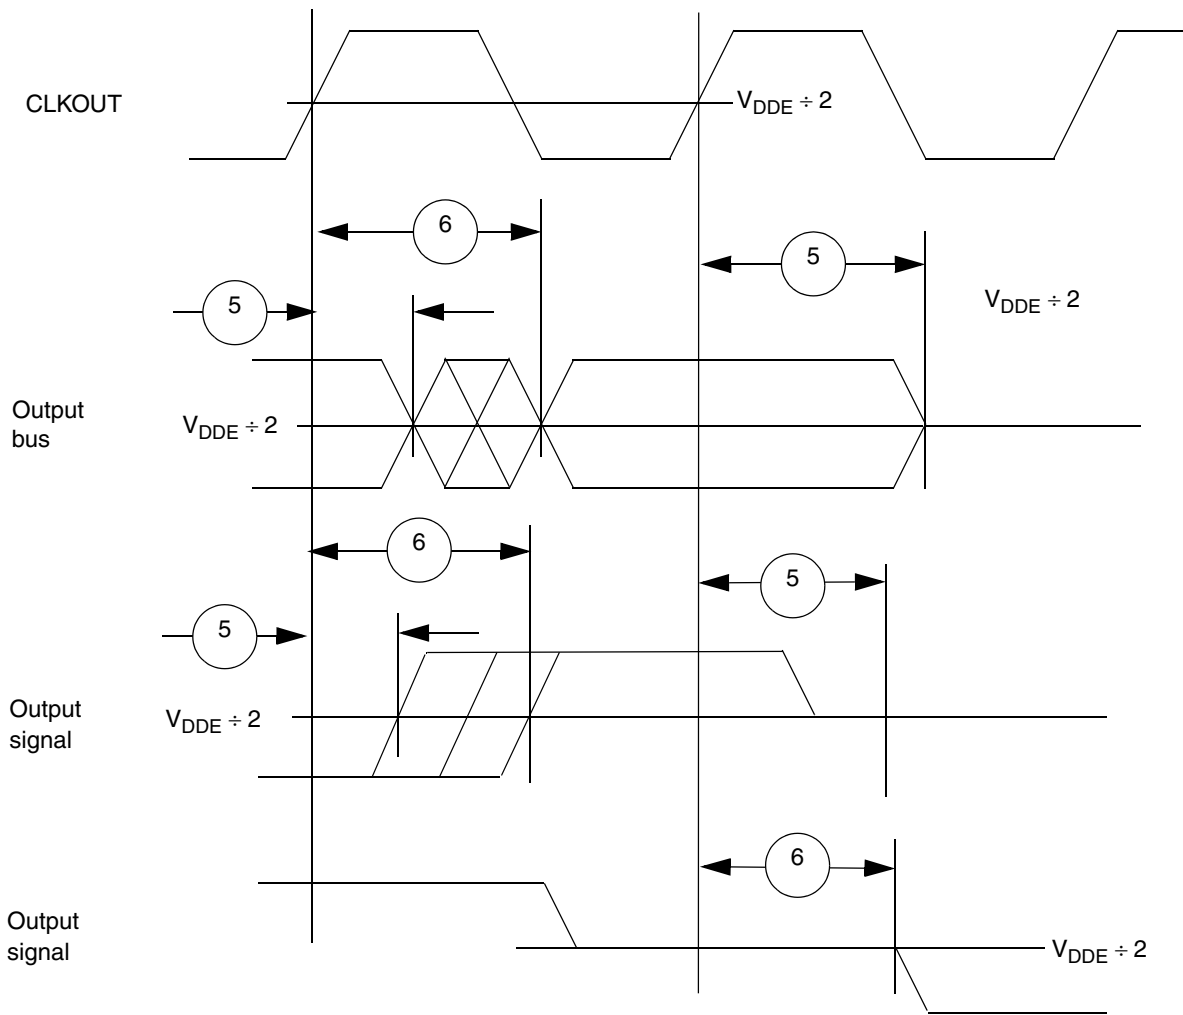 CLKOUT
V_DDE ÷ 2
6
5
5
V_DDE ÷ 2
Output
bus
V_DDE ÷ 2
6
5
5
Output
signal
V_DDE ÷ 2
6
Output
signal
V_DDE ÷ 2